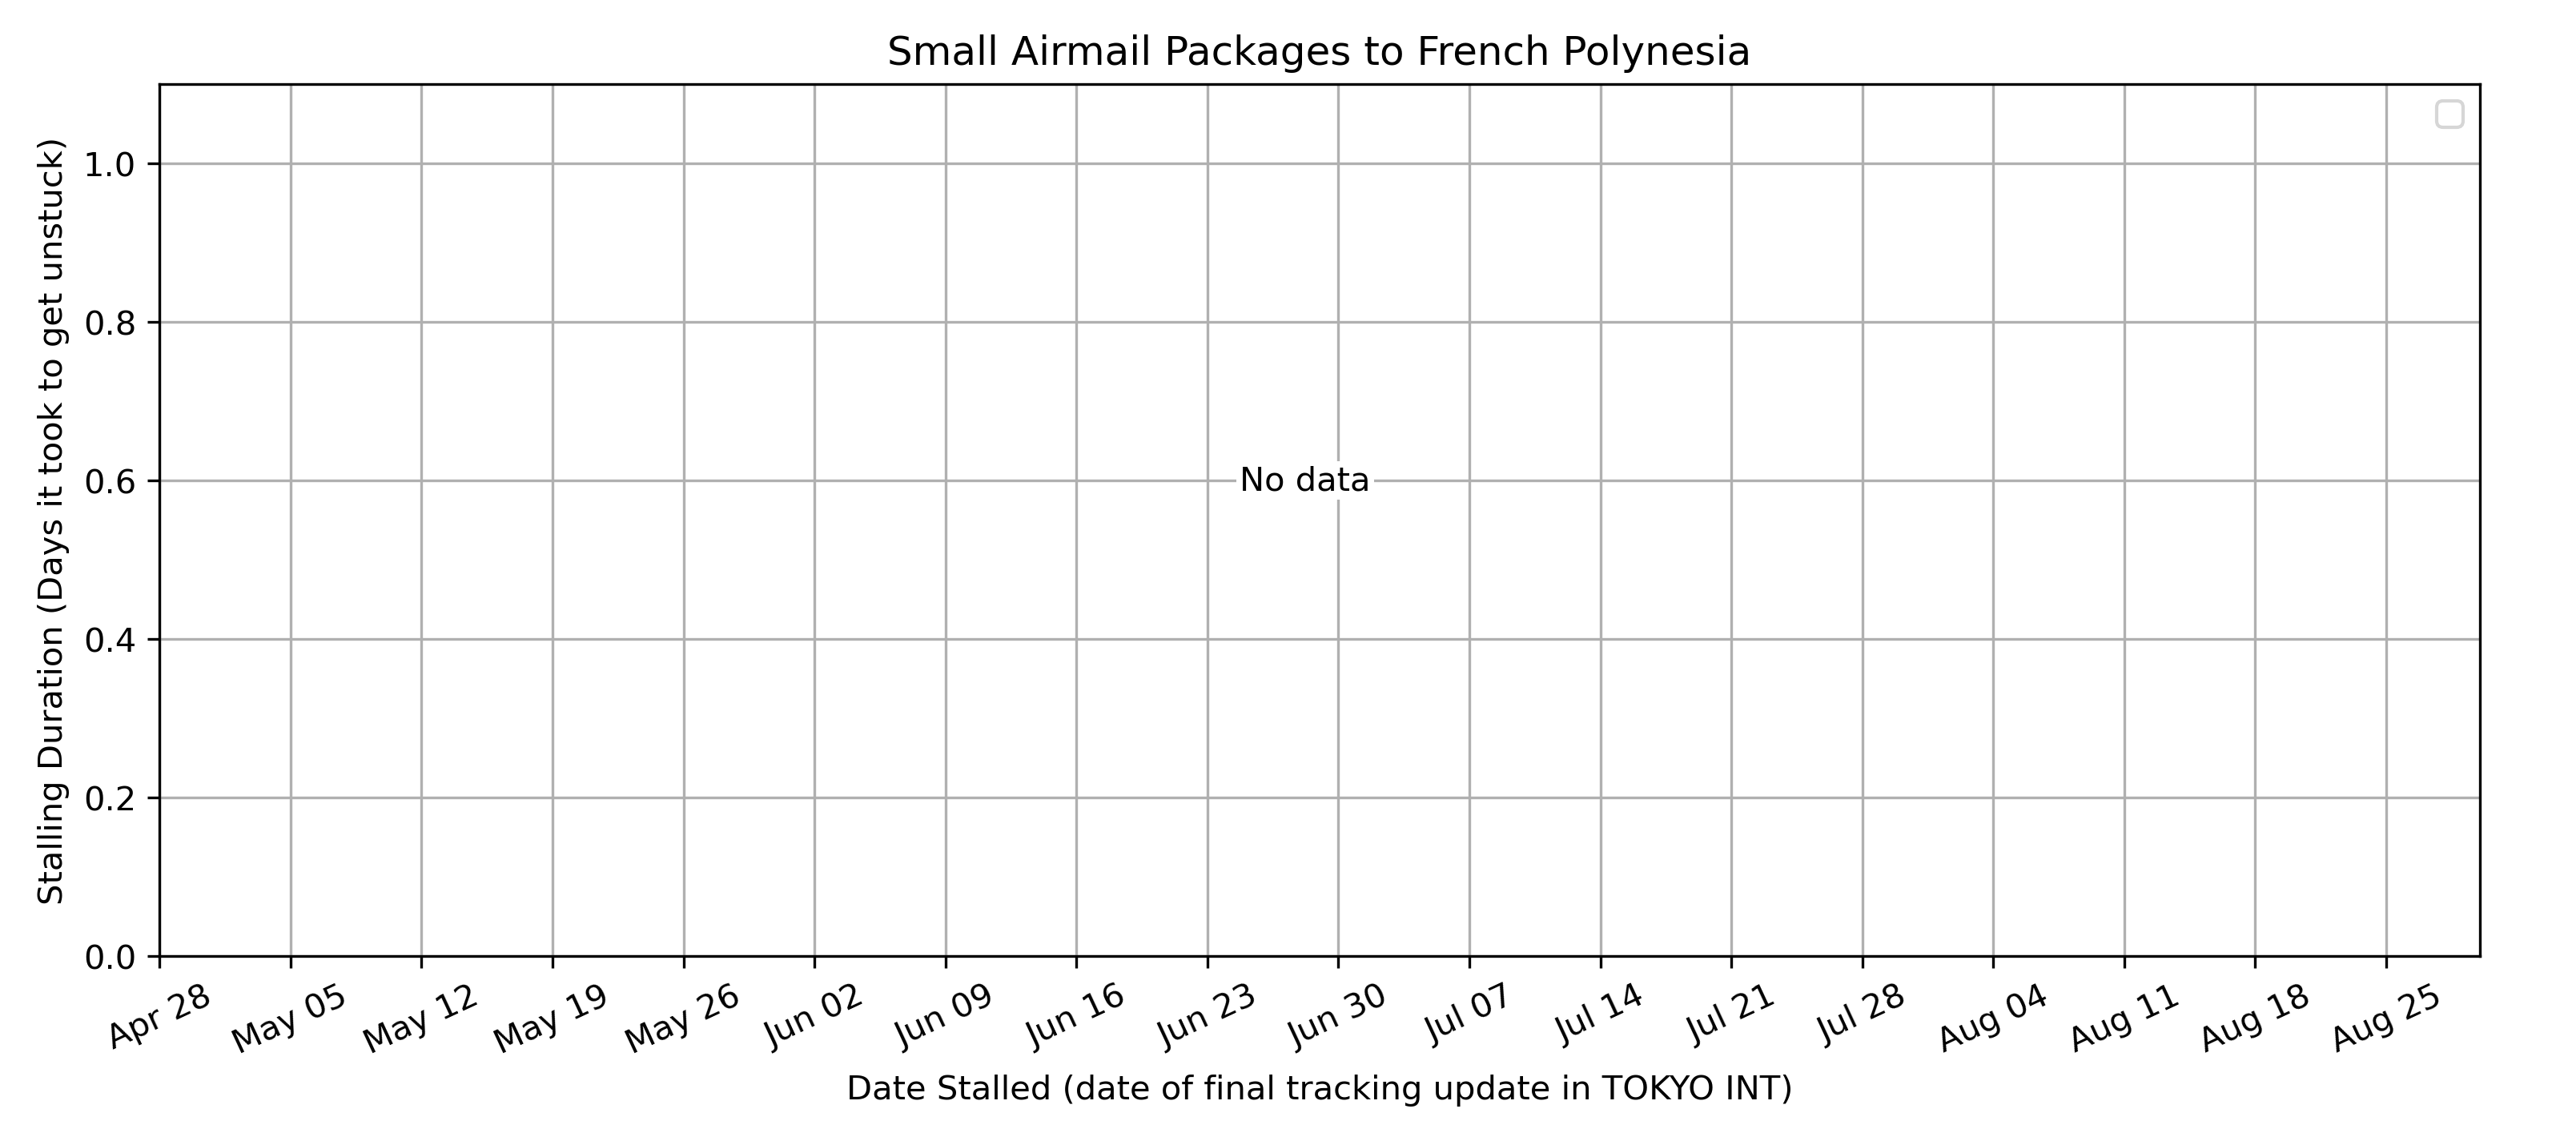 Small Airmail Packages to French Polynesia
Stalling Duration (Days it took to get unstuck)
1.0
0.8
0.6
0.4
0.2
0.0
No data
Apr 28
May 05
May 12
May 19
May 26
Jun 02
Jun 09
Jun 16
Jun 23
Jun 30
Jul 07
Jul 14
Jul 21
Jul 28
Aug 04
Aug 11
Aug 18
Aug 25
Date Stalled (date of final tracking update in TOKYO INT)